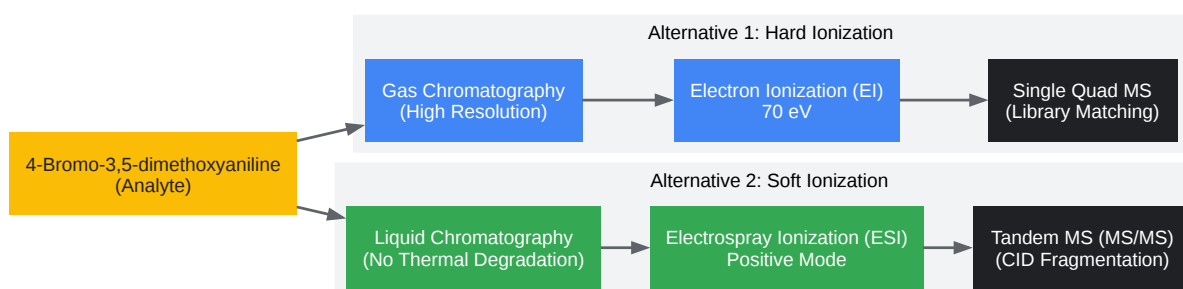 Alternative 1: Hard Ionization
Gas Chromatography
(High Resolution)
Electron Ionization (EI)
70 eV
Single Quad MS
(Library Matching)
4-Bromo-3,5-dimethoxyaniline
(Analyte)
Alternative 2: Soft Ionization
Liquid Chromatography
(No Thermal Degradation)
Electrospray Ionization (ESI)
Positive Mode
Tandem MS (MS/MS)
(CID Fragmentation)